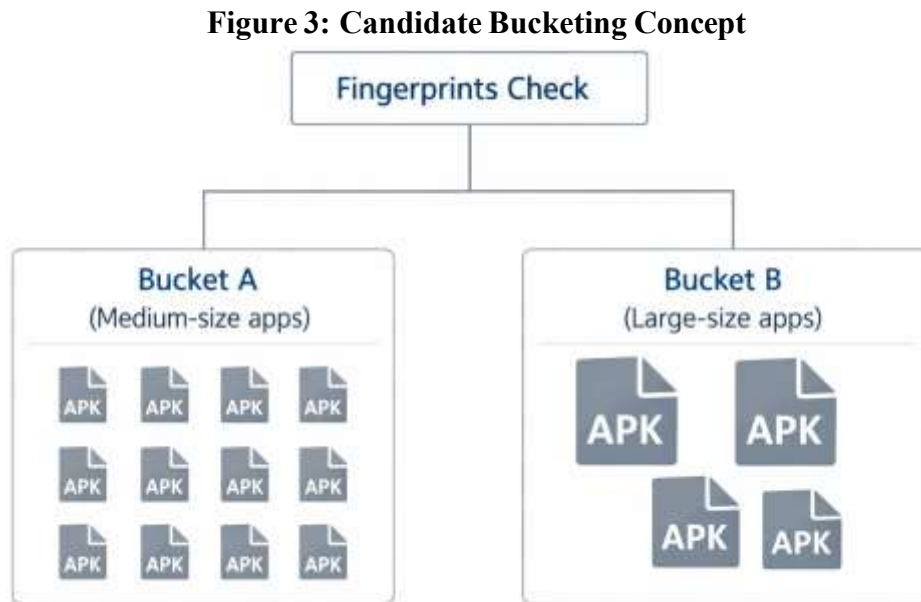 Figure 3: Candidate Bucketing Concept
Fingerprints Check
Bucket A
(Medium-size apps)
APK APK APK APK
APK APK APK APK
APK APK APK APK
Bucket B
(Large-size apps)
APK APK
APK APK